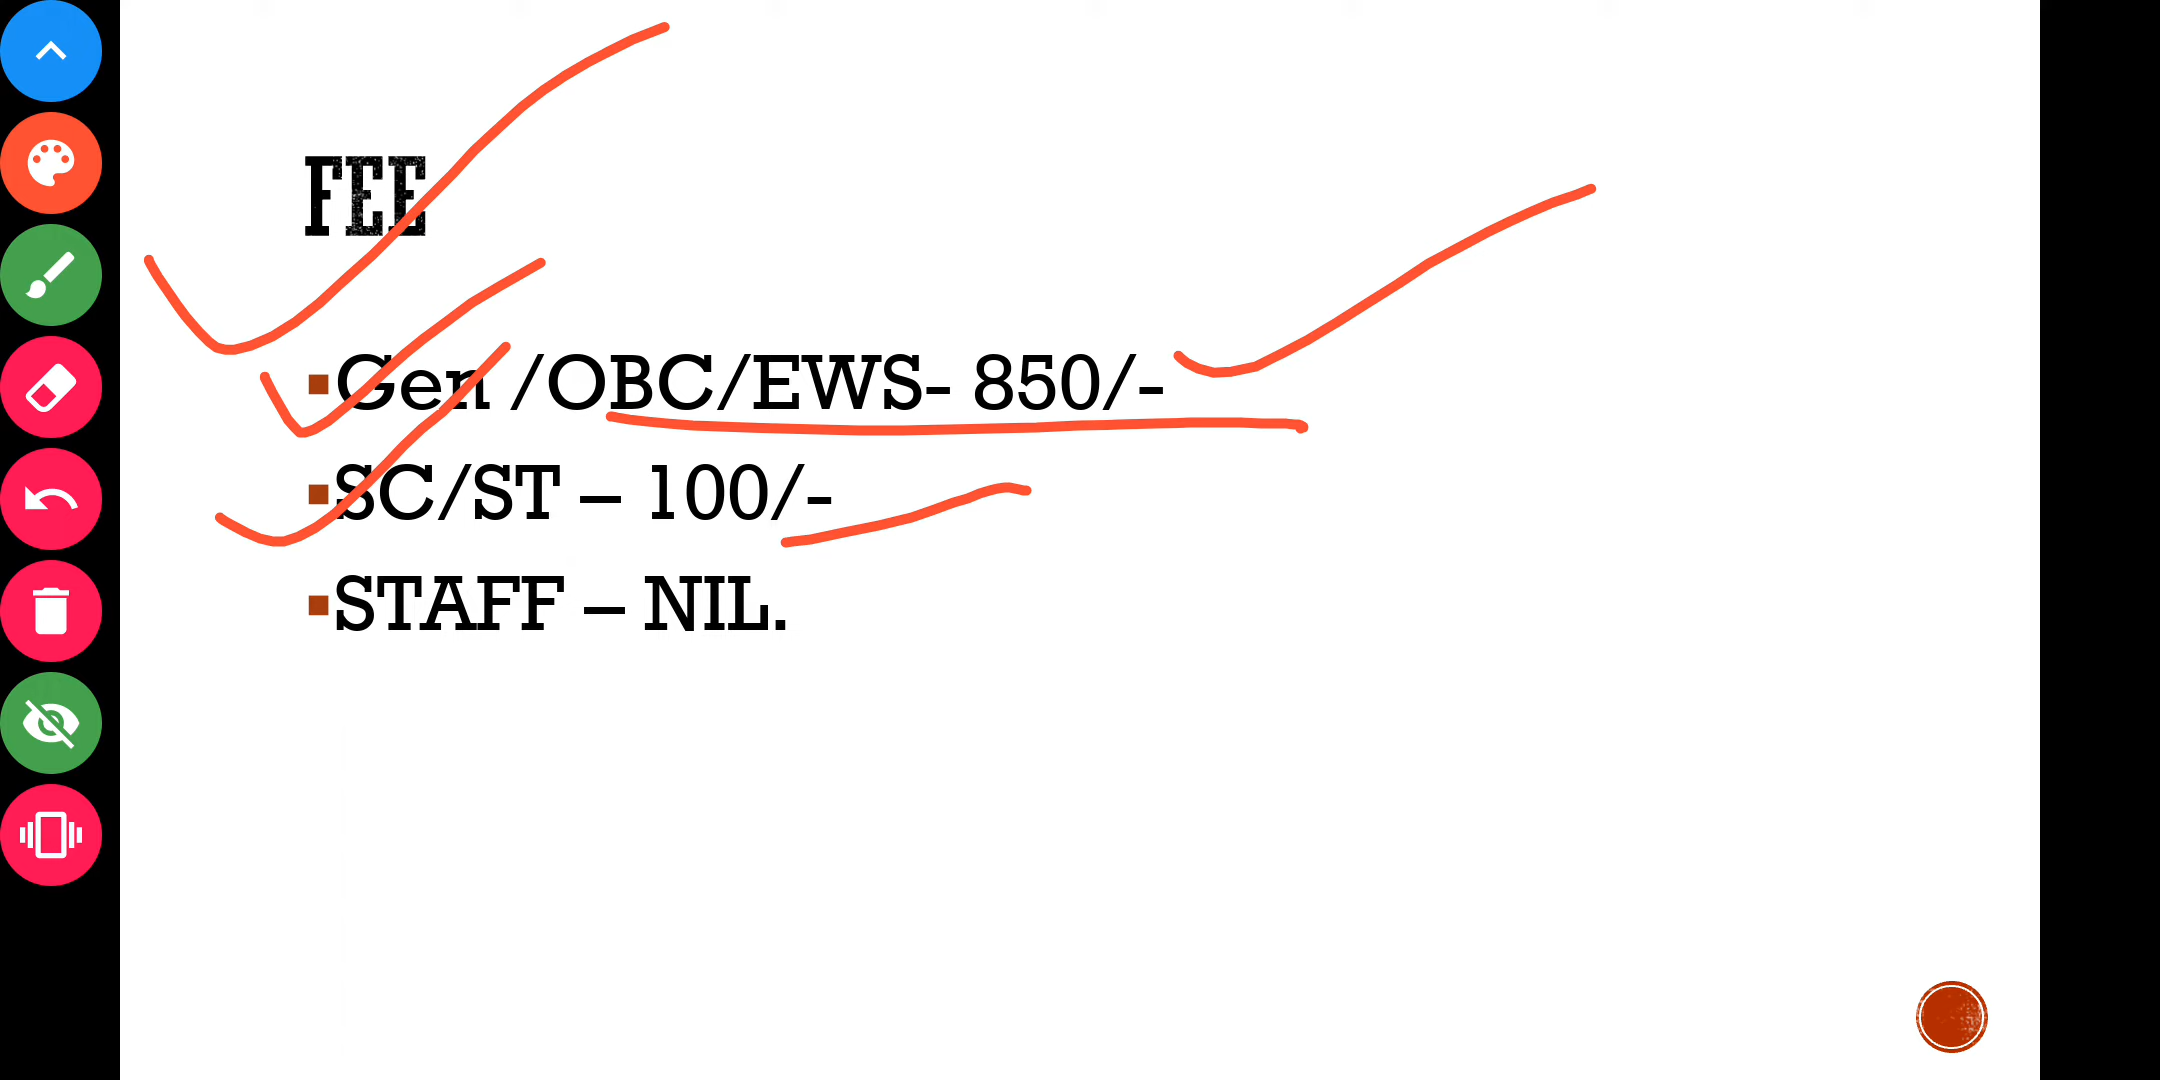 FEE
Gen /OBC/EWS- 850/-
SC/ST – 100/-
STAFF – NIL.